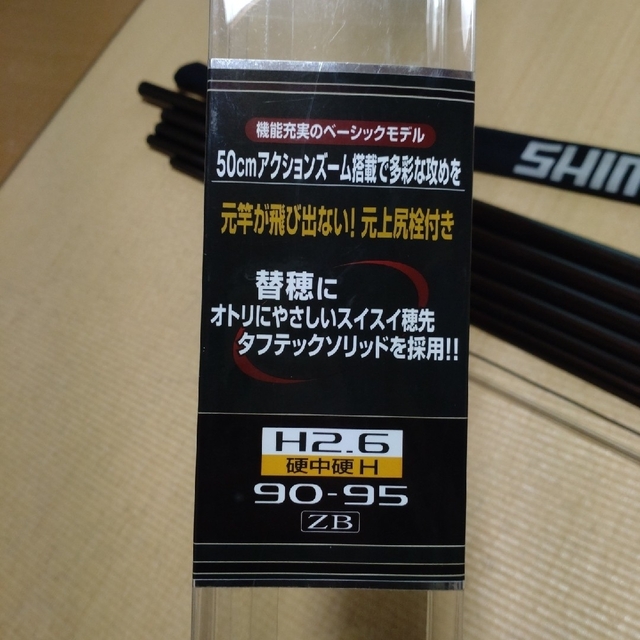 機能充実のベーシックモデル
50cmアクションズーム搭載で多彩な攻めを
元竿が飛び出ない!元上尻栓付き
替穂に
オトリにやさしいスイスイ穂先
タフテックソリッドを採用!!
H2.6
硬中硬H
90-95
ZB
SHIM